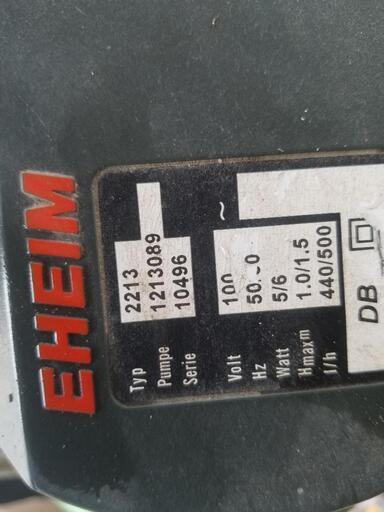 EHEIM
Typ 2213
Pumpe 1213089
Serie 10496
Volt 100 ~
Hz 50
Watt 5/6
Hmaxm 1.0/1.5
l/h 440/500
DB